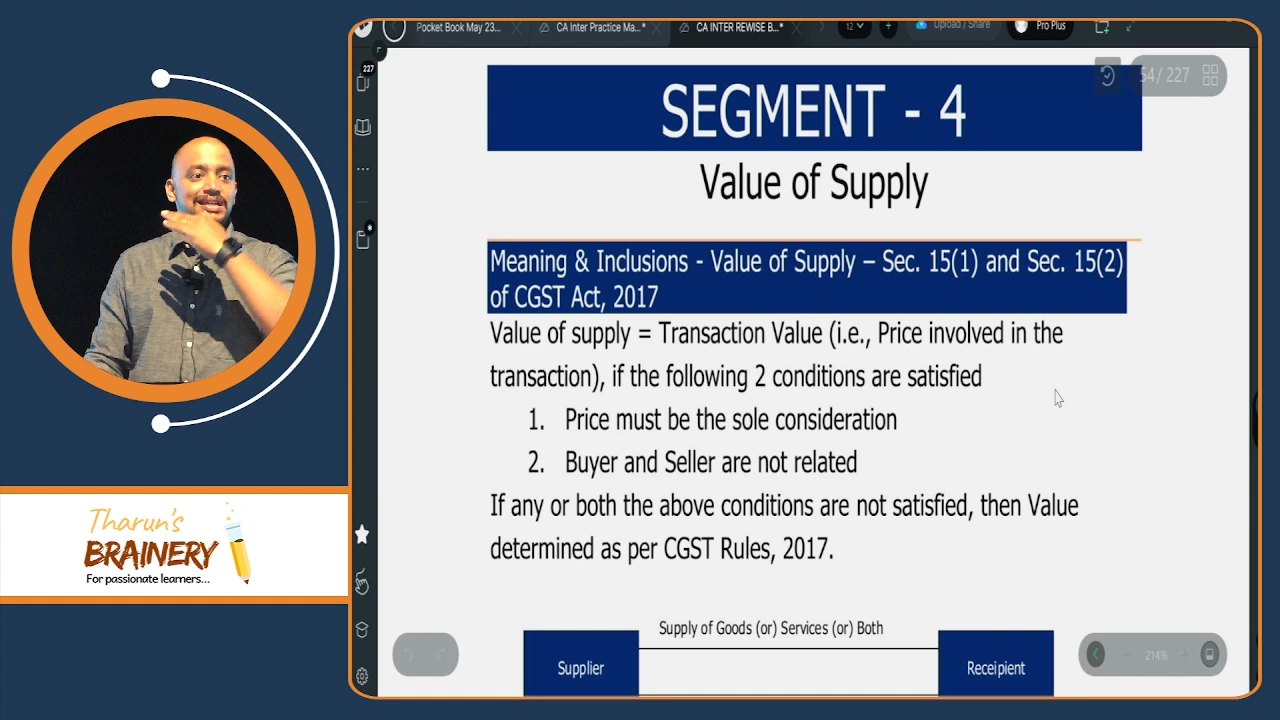 Pocket Book May 23...
CA Inter Practice Ma...*
CA INTER REWISE B...*
12
Upload / Share
Pro Plus
227
54/ 227
SEGMENT - 4
Value of Supply
Meaning & Inclusions - Value of Supply – Sec. 15(1) and Sec. 15(2)
of CGST Act, 2017
Value of supply = Transaction Value (i.e., Price involved in the
transaction), if the following 2 conditions are satisfied
1. Price must be the sole consideration
2. Buyer and Seller are not related
If any or both the above conditions are not satisfied, then Value
determined as per CGST Rules, 2017.
Supply of Goods (or) Services (or) Both
Supplier
Receipient
214%
Tharun's
BRAINERY
For passionate learners...